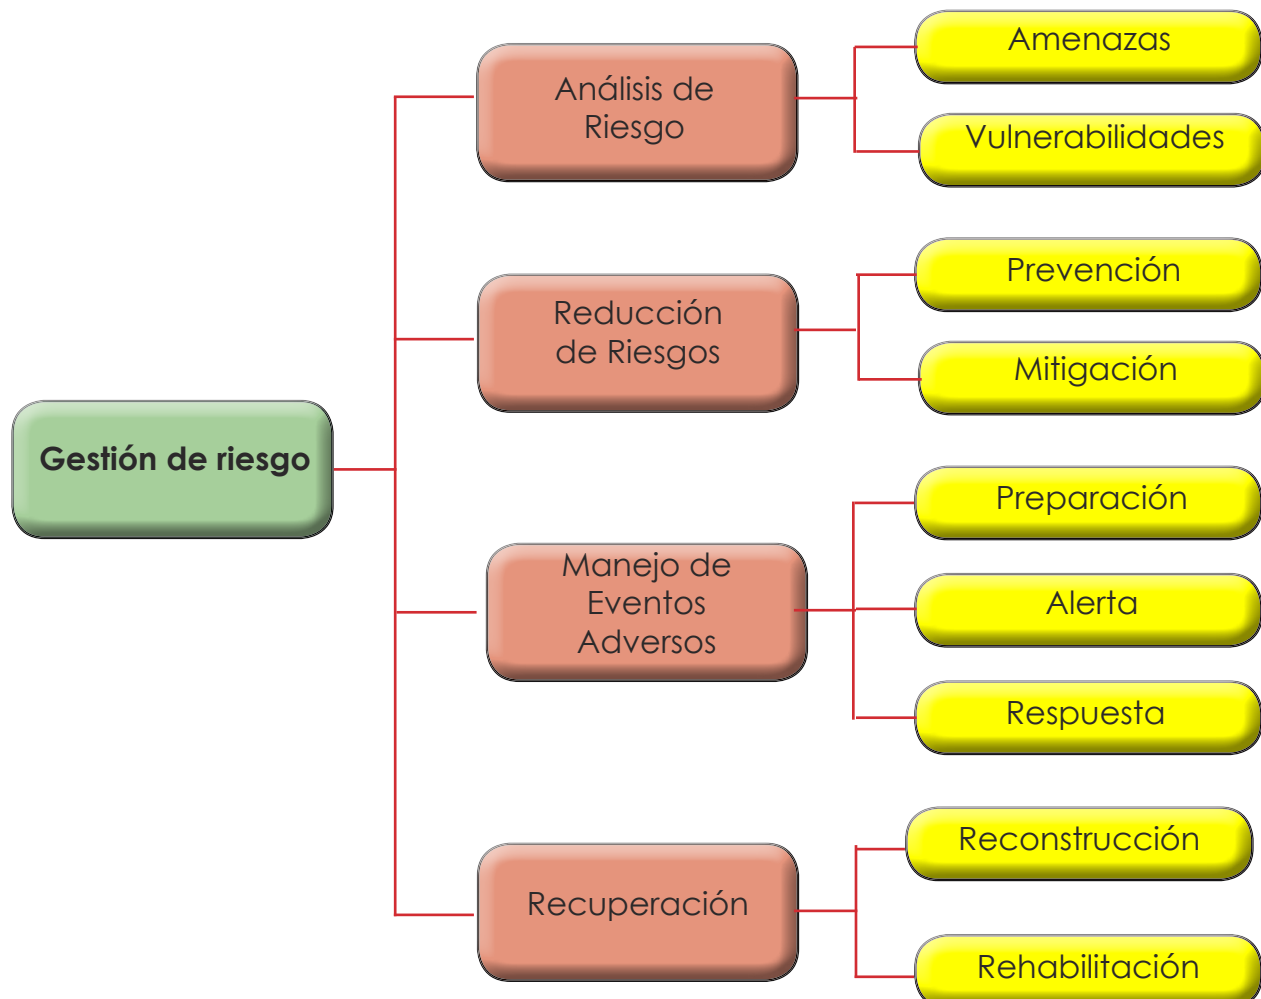 Gestión de riesgo
Análisis de
Riesgo
Amenazas
Vulnerabilidades
Reducción
de Riesgos
Prevención
Mitigación
Manejo de
Eventos
Adversos
Preparación
Alerta
Respuesta
Recuperación
Reconstrucción
Rehabilitación